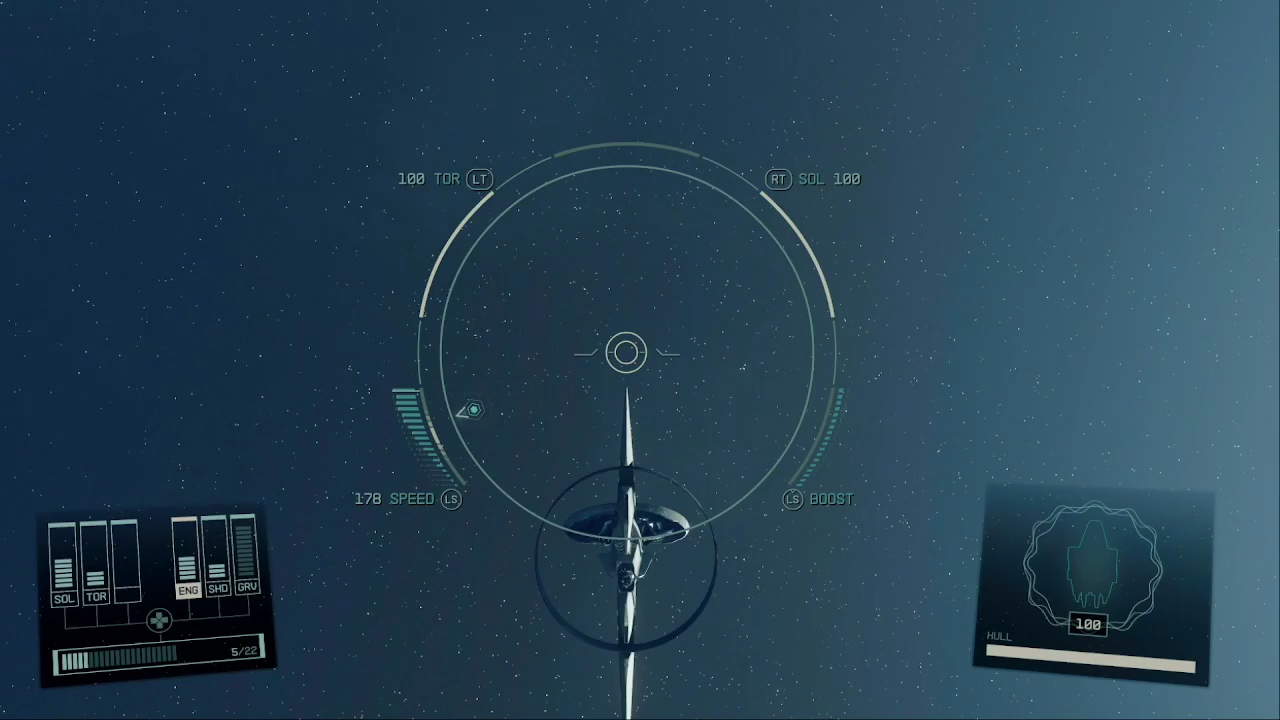 100 TOR LT
RT SOL 100
178 SPEED LS
LS BOOST
SOL TOR ENG SHD GRV
5/22
100
HULL